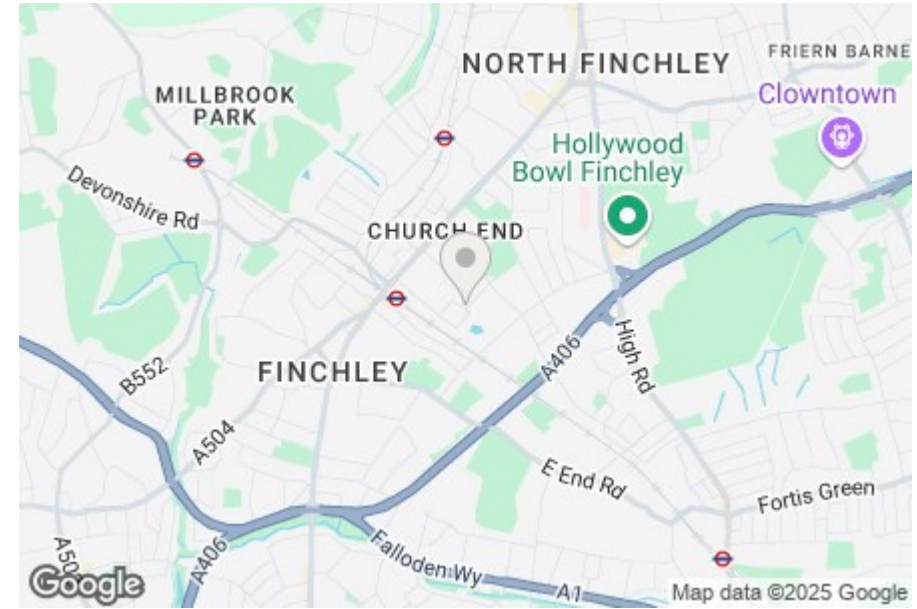 NORTH FINCHLEY
FRIERN BARNE
MILLBROOK
PARK
Clowntown
Hollywood
Bowl Finchley
Devonshire Rd
CHURCH END
A406
High Rd
FINCHLEY
B552
A504
E End Rd
Fortis Green
A504
A406
Falloden Wy
A1
Google
Map data ©2025 Google